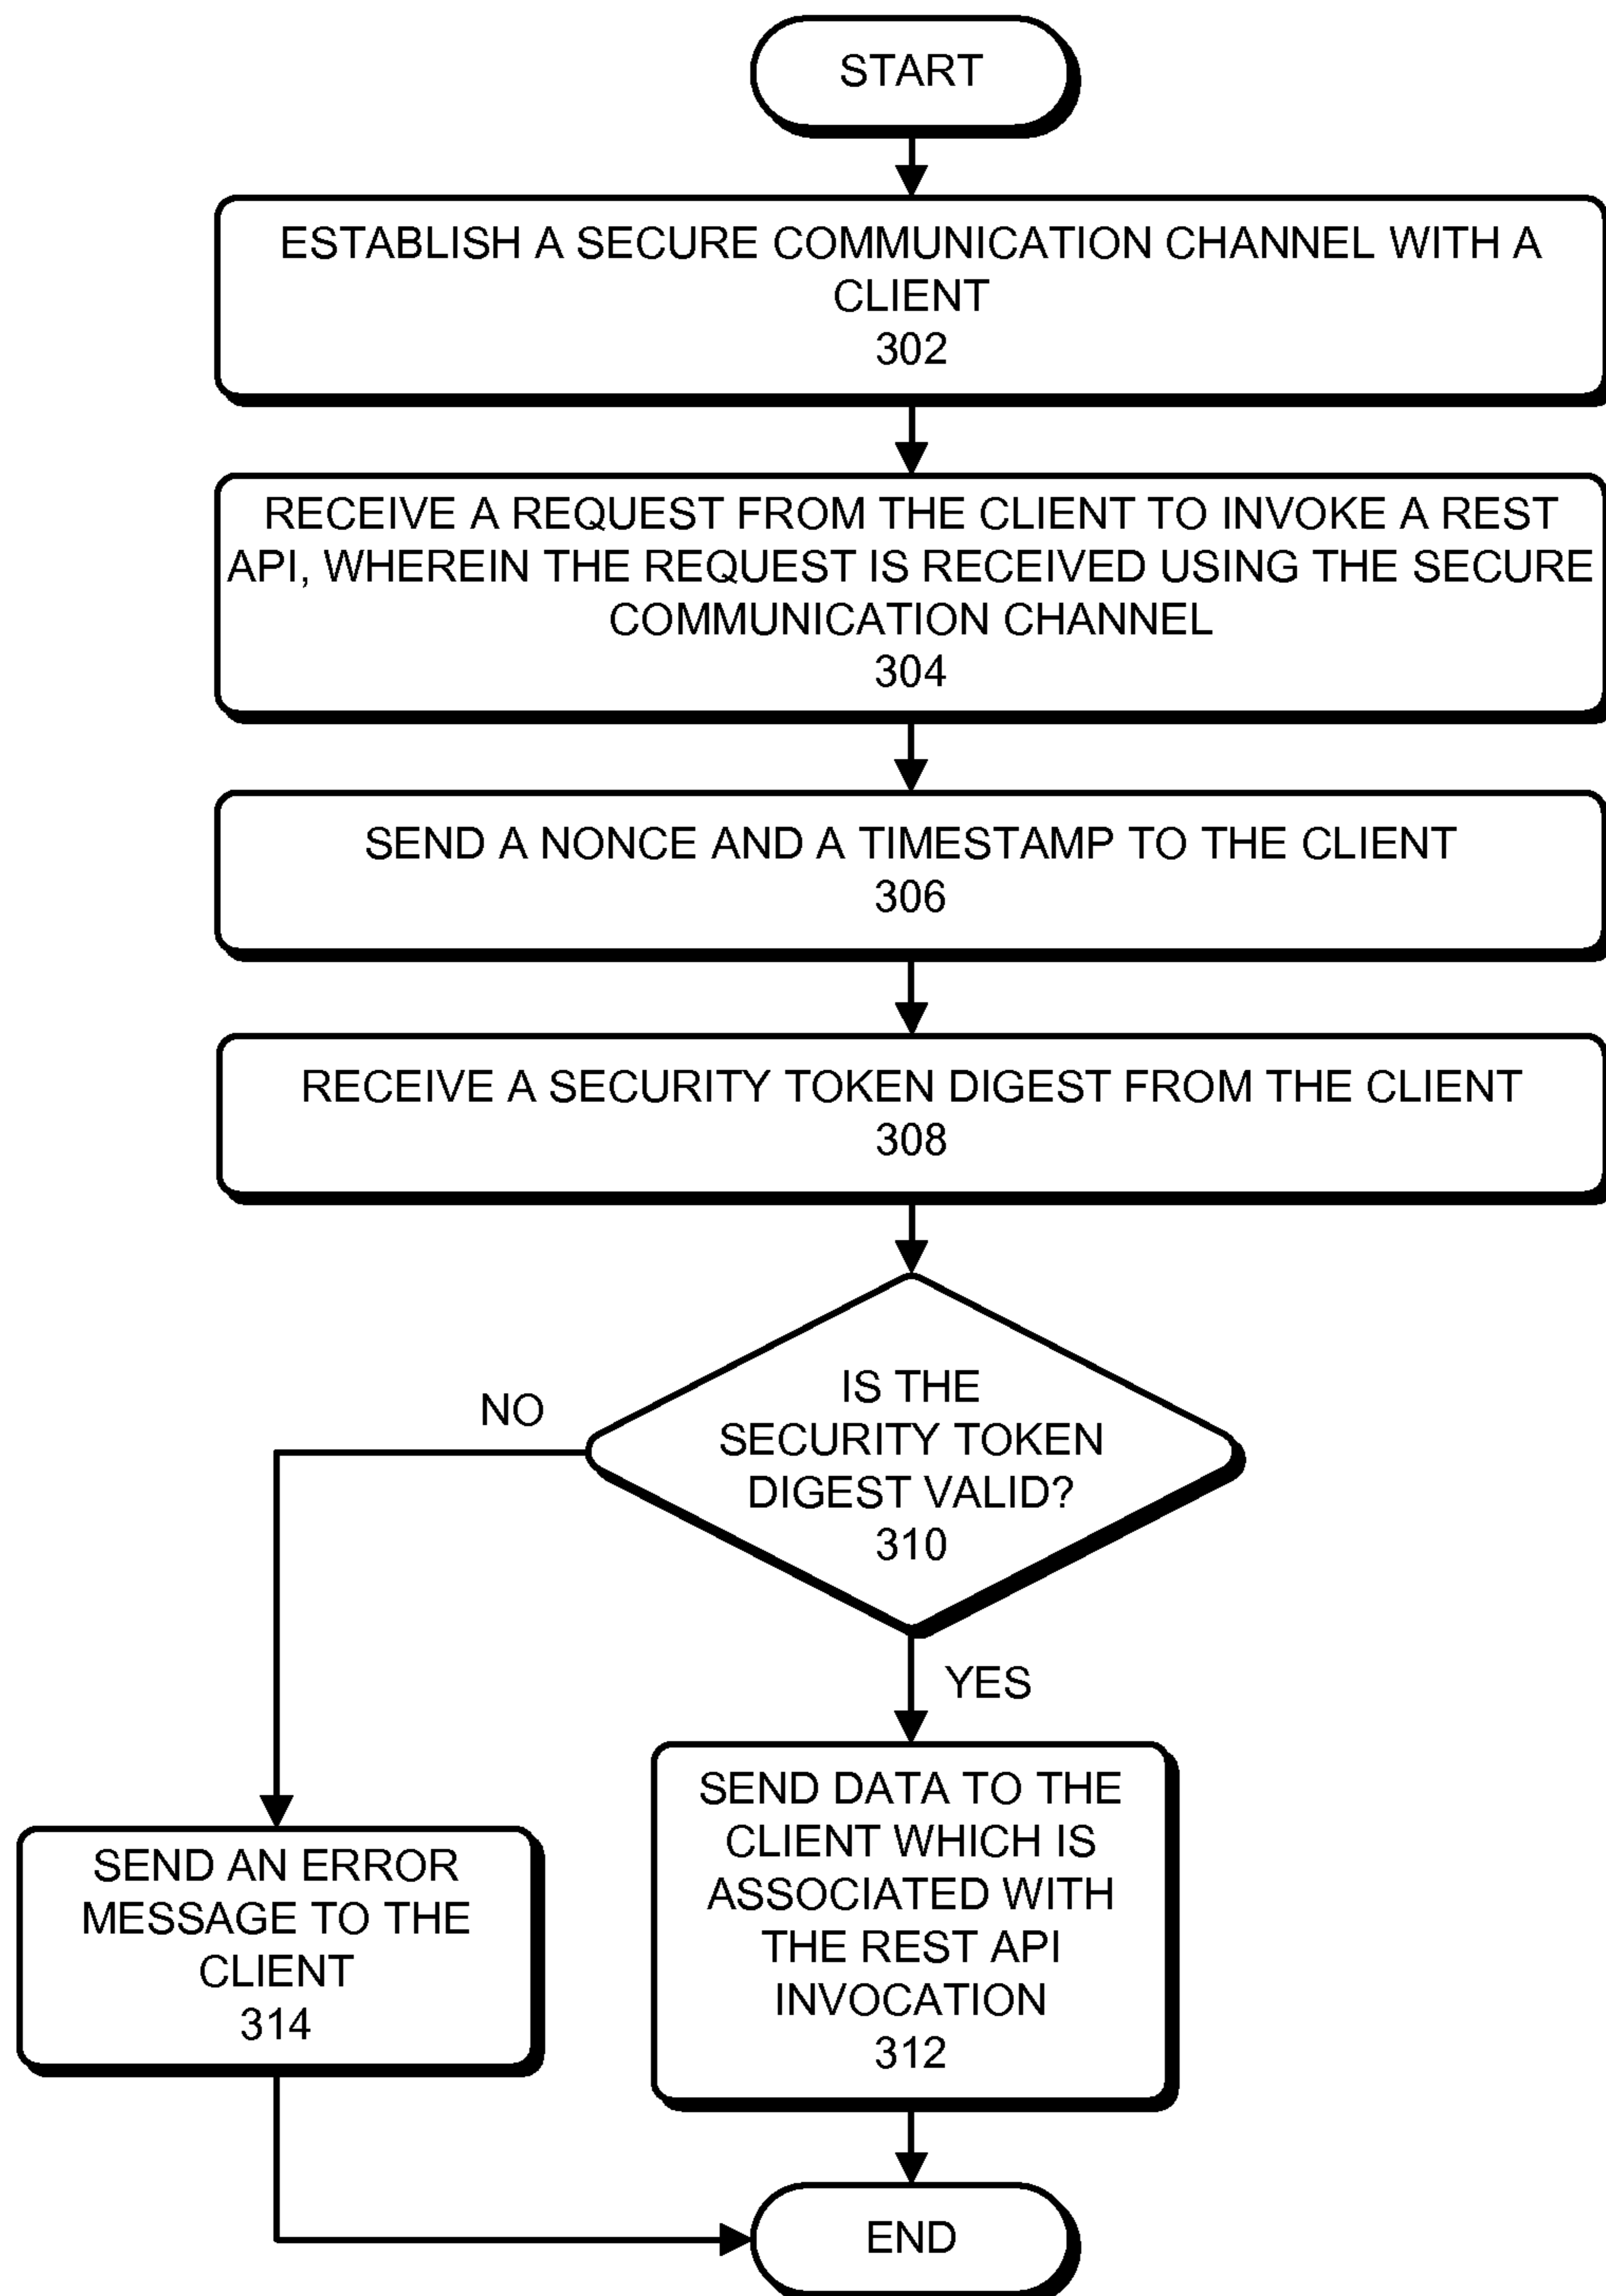 START
ESTABLISH A SECURE COMMUNICATION CHANNEL WITH A
CLIENT
302
RECEIVE A REQUEST FROM THE CLIENT TO INVOKE A REST
API, WHEREIN THE REQUEST IS RECEIVED USING THE SECURE
COMMUNICATION CHANNEL
304
SEND A NONCE AND A TIMESTAMP TO THE CLIENT
306
RECEIVE A SECURITY TOKEN DIGEST FROM THE CLIENT
308
IS THE
SECURITY TOKEN
DIGEST VALID?
310
NO
YES
SEND DATA TO THE
CLIENT WHICH IS
ASSOCIATED WITH
THE REST API
INVOCATION
312
SEND AN ERROR
MESSAGE TO THE
CLIENT
314
END